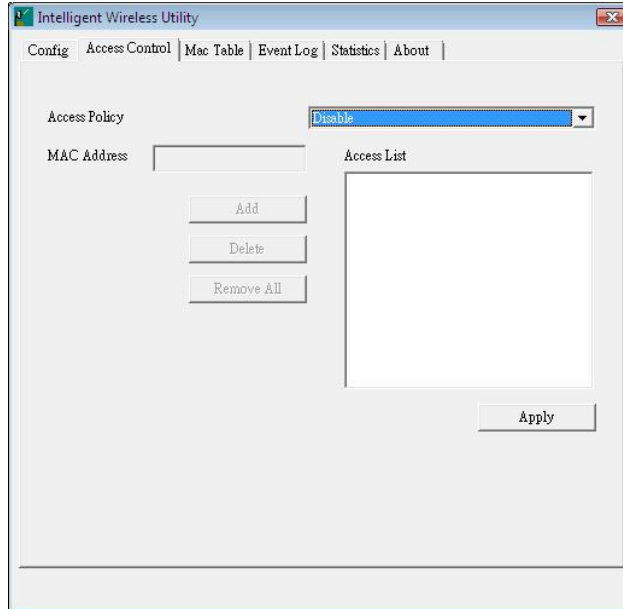 Intelligent Wireless Utility
Config Access Control Mac Table Event Log Statistics About
Access Policy Disable
MAC Address Access List
Add
Delete
Remove All
Apply